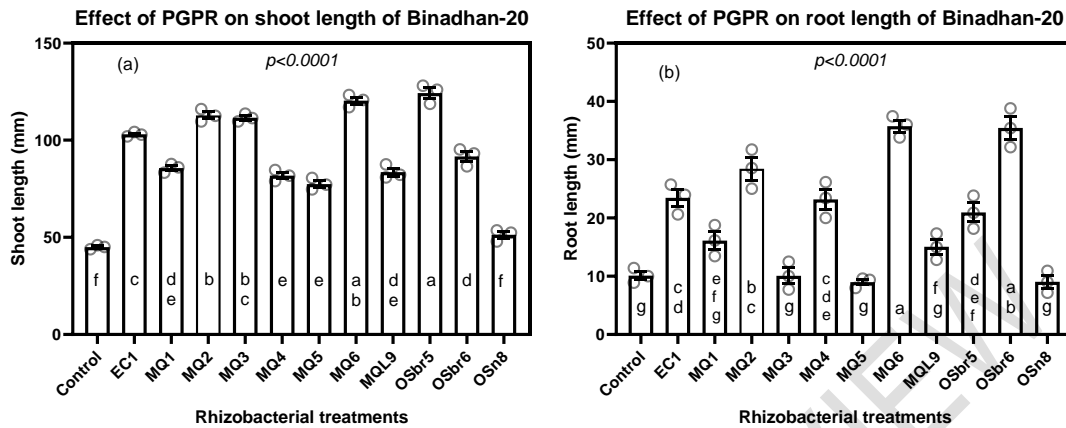 Effect of PGPR on shoot length of Binadhan-20
(a)
p<0.0001
Shoot length (mm)
150
100
50
0
f
c
d
e
b
b
c
e
e
a
b
d
e
a
d
f
Control
EC1
MQ1
MQ2
MQ3
MQ4
MQ5
MQ6
MQL9
OSbr5
OSbr6
OSn8
Rhizobacterial treatments
Effect of PGPR on root length of Binadhan-20
(b)
p<0.0001
Root length (mm)
50
40
30
20
10
0
g
c
d
e
f
g
b
c
g
c
d
e
g
a
f
g
d
e
f
a
b
g
Control
EC1
MQ1
MQ2
MQ3
MQ4
MQ5
MQ6
MQL9
OSbr5
OSbr6
OSn8
Rhizobacterial treatments